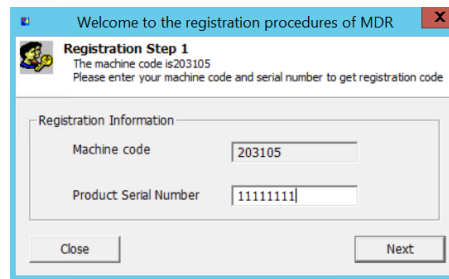 Welcome to the registration procedures of MDR
X
Registration Step 1
The machine code is203105
Please enter your machine code and serial number to get registration code
Registration Information
Machine code
203105
Product Serial Number
11111111
Close
Next